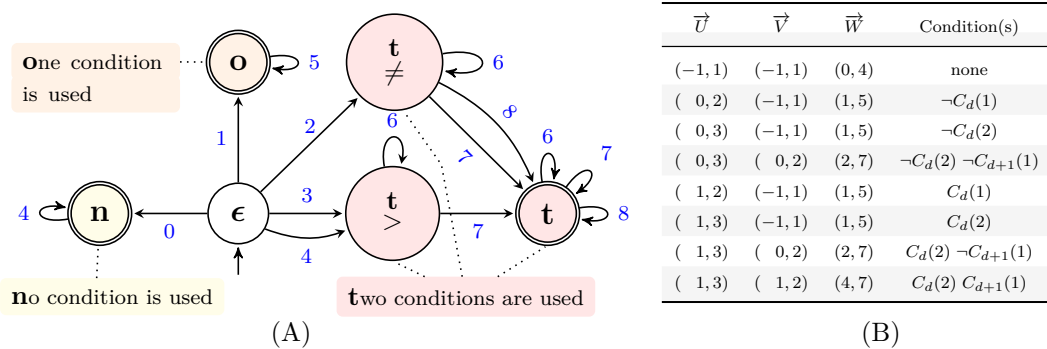 one condition
is used
o
5
t
≠
6
1
2
8
7
6
6
7
n
4
0
ϵ
3
4
t
>
7
t
8
no condition is used
two conditions are used
(A)
U V W Condition(s)
(−1, 1) (−1, 1) (0, 4) none
( 0, 2) (−1, 1) (1, 5) ¬C_d(1)
( 0, 3) (−1, 1) (1, 5) ¬C_d(2)
( 0, 3) ( 0, 2) (2, 7) ¬C_d(2) ¬C_{d+1}(1)
( 1, 2) (−1, 1) (1, 5) C_d(1)
( 1, 3) (−1, 1) (1, 5) C_d(2)
( 1, 3) ( 0, 2) (2, 7) C_d(2) ¬C_{d+1}(1)
( 1, 3) ( 1, 2) (4, 7) C_d(2) C_{d+1}(1)
(B)